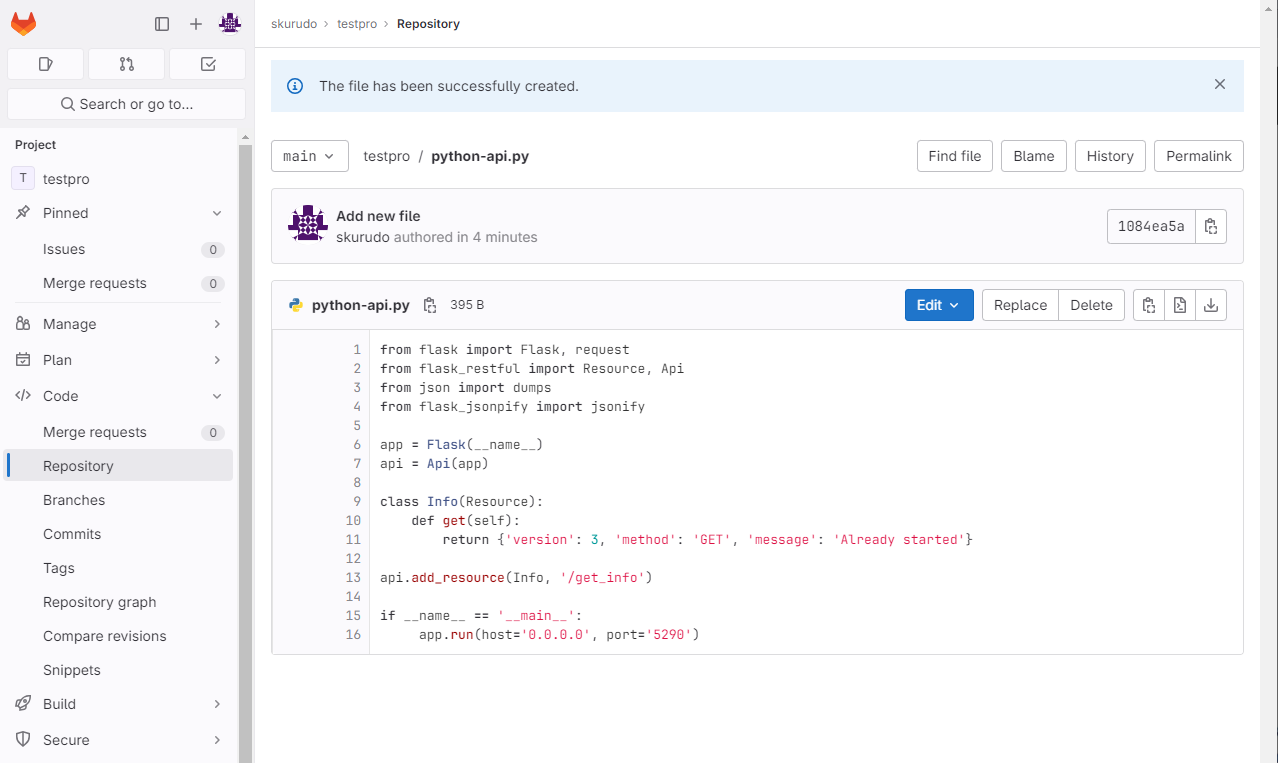 skurudo › testpro › Repository
Search or go to...
The file has been successfully created.
Project
T testpro
Pinned
Issues 0
Merge requests 0
Manage
Plan
Code
Merge requests 0
Repository
Branches
Commits
Tags
Repository graph
Compare revisions
Snippets
Build
Secure
main testpro / python-api.py Find file Blame History Permalink
Add new file
skurudo authored in 4 minutes 1084ea5a
python-api.py 395 B Edit Replace Delete
1 from flask import Flask, request
2 from flask_restful import Resource, Api
3 from json import dumps
4 from flask_jsonpify import jsonify
5
6 app = Flask(__name__)
7 api = Api(app)
8
9 class Info(Resource):
10     def get(self):
11         return {'version': 3, 'method': 'GET', 'message': 'Already started'}
12
13 api.add_resource(Info, '/get_info')
14
15 if __name__ == '__main__':
16      app.run(host='0.0.0.0', port='5290')